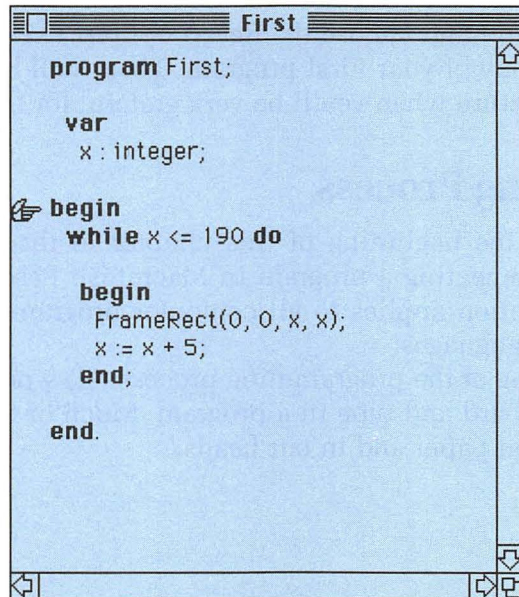 First
program First;
var
x : integer;
begin
while x <= 190 do
begin
FrameRect(0, 0, x, x);
x := x + 5;
end;
end.